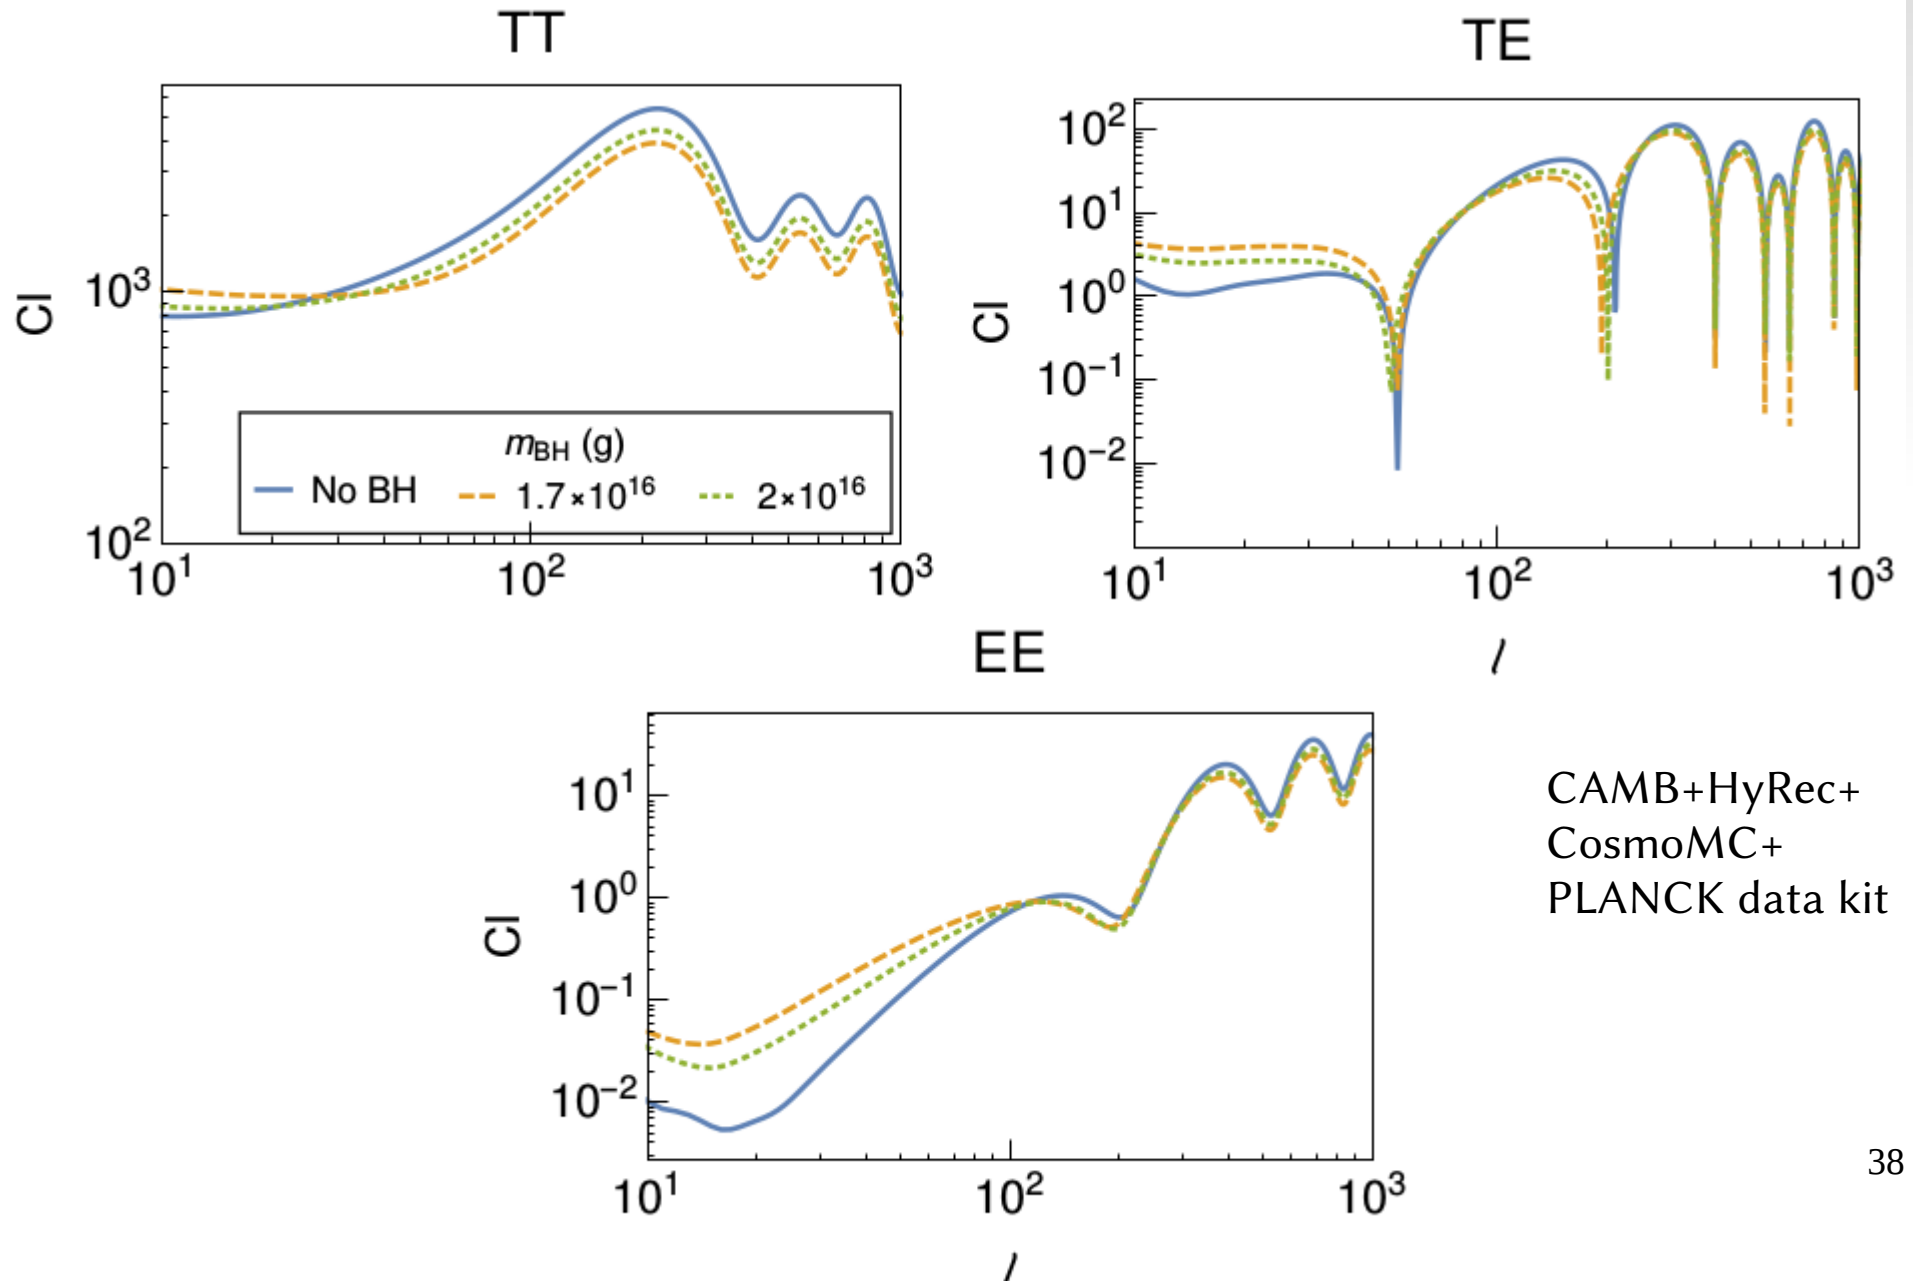 TT
Cl
10³
10²
10¹
10²
10³
m_BH (g)
No BH
1.7×10¹⁶
2×10¹⁶
TE
Cl
10²
10¹
10⁰
10⁻¹
10⁻²
10¹
10²
10³
l
EE
Cl
10¹
10⁰
10⁻¹
10⁻²
10¹
10²
10³
l
CAMB+HyRec+
CosmoMC+
PLANCK data kit
38